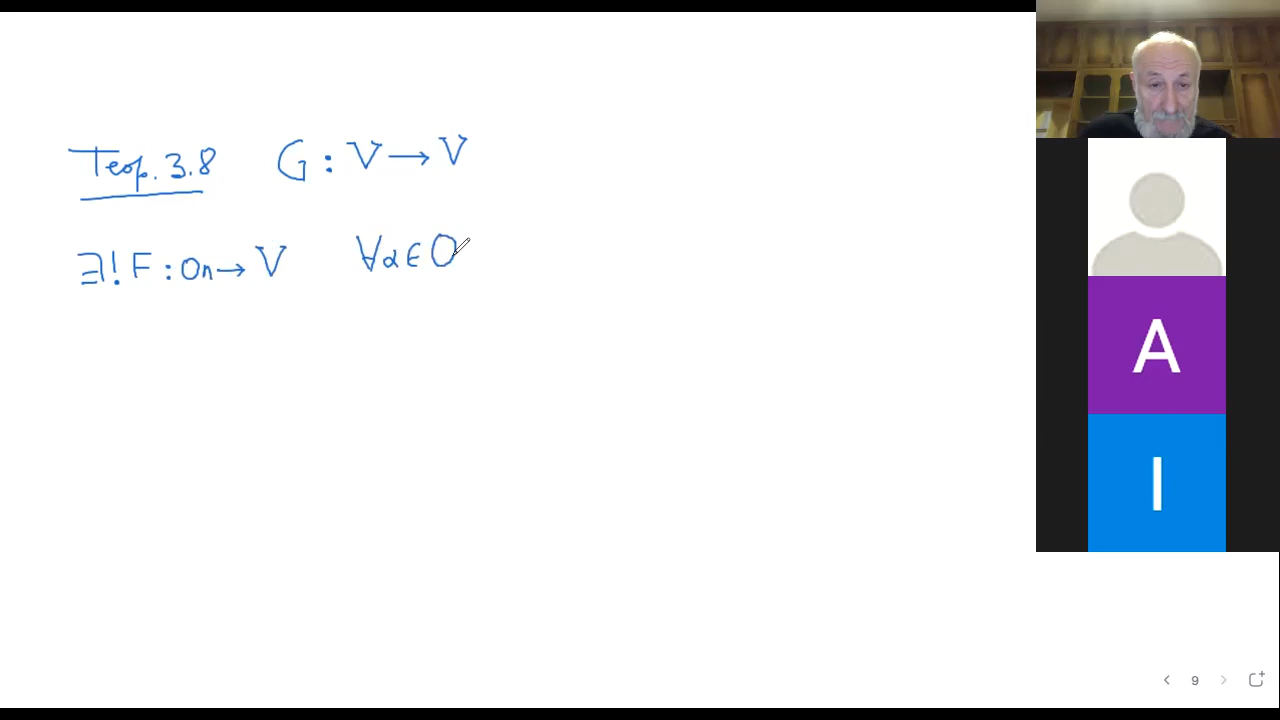 Теор. 3.8 G : V → V
∃! F : On → V ∀α ∈ O
A
I
9